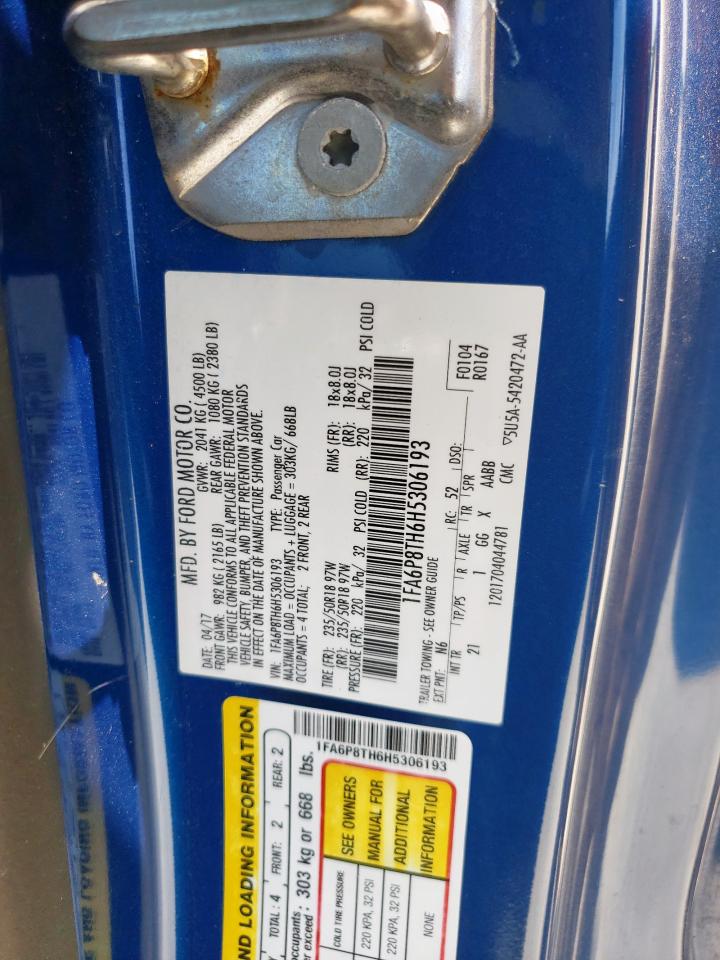 MFD. BY FORD MOTOR CO.
DATE: 04/17 GVWR: 2041 KG ( 4500 LB)
FRONT GAWR: 982 KG ( 2165 LB) REAR GAWR: 1080 KG ( 2380 LB)
THIS VEHICLE CONFORMS TO ALL APPLICABLE FEDERAL MOTOR
VEHICLE SAFETY, BUMPER, AND THEFT PREVENTION STANDARDS
IN EFFECT ON THE DATE OF MANUFACTURE SHOWN ABOVE.
VIN: 1FA6P8TH6H5306193 TYPE: Passenger Car
MAXIMUM LOAD = OCCUPANTS + LUGGAGE = 303KG/ 668LB
OCCUPANTS = 4 TOTAL: 2 FRONT, 2 REAR
TIRE (FR): 235/50R18 97W RIMS (FR): 18x8.0J
(RR): 235/50R18 97W (RR): 18x8.0J
PRESSURE (FR): 220 kPa/ 32 PSI COLD (RR): 220 kPa/ 32 PSI COLD
1FA6P8TH6H5306193
TRAILER TOWING - SEE OWNER GUIDE
EXT PNT: N6 RC: 52 DSO: F0104
R0167
INT TR TP/PS R AXLE TR SPR
21 1 GG X AABB
1201704044781 CMC ▽5U5A-5420472-AA
ND LOADING INFORMATION
TOTAL: 4 FRONT: 2 REAR: 2
occupants: 303 kg or 668 lbs.
er exceed:
1FA6P8TH6H5306193
COLD TIRE PRESSURE
220 KPA, 32 PSI
220 KPA, 32 PSI
NONE
SEE OWNERS
MANUAL FOR
ADDITIONAL
INFORMATION